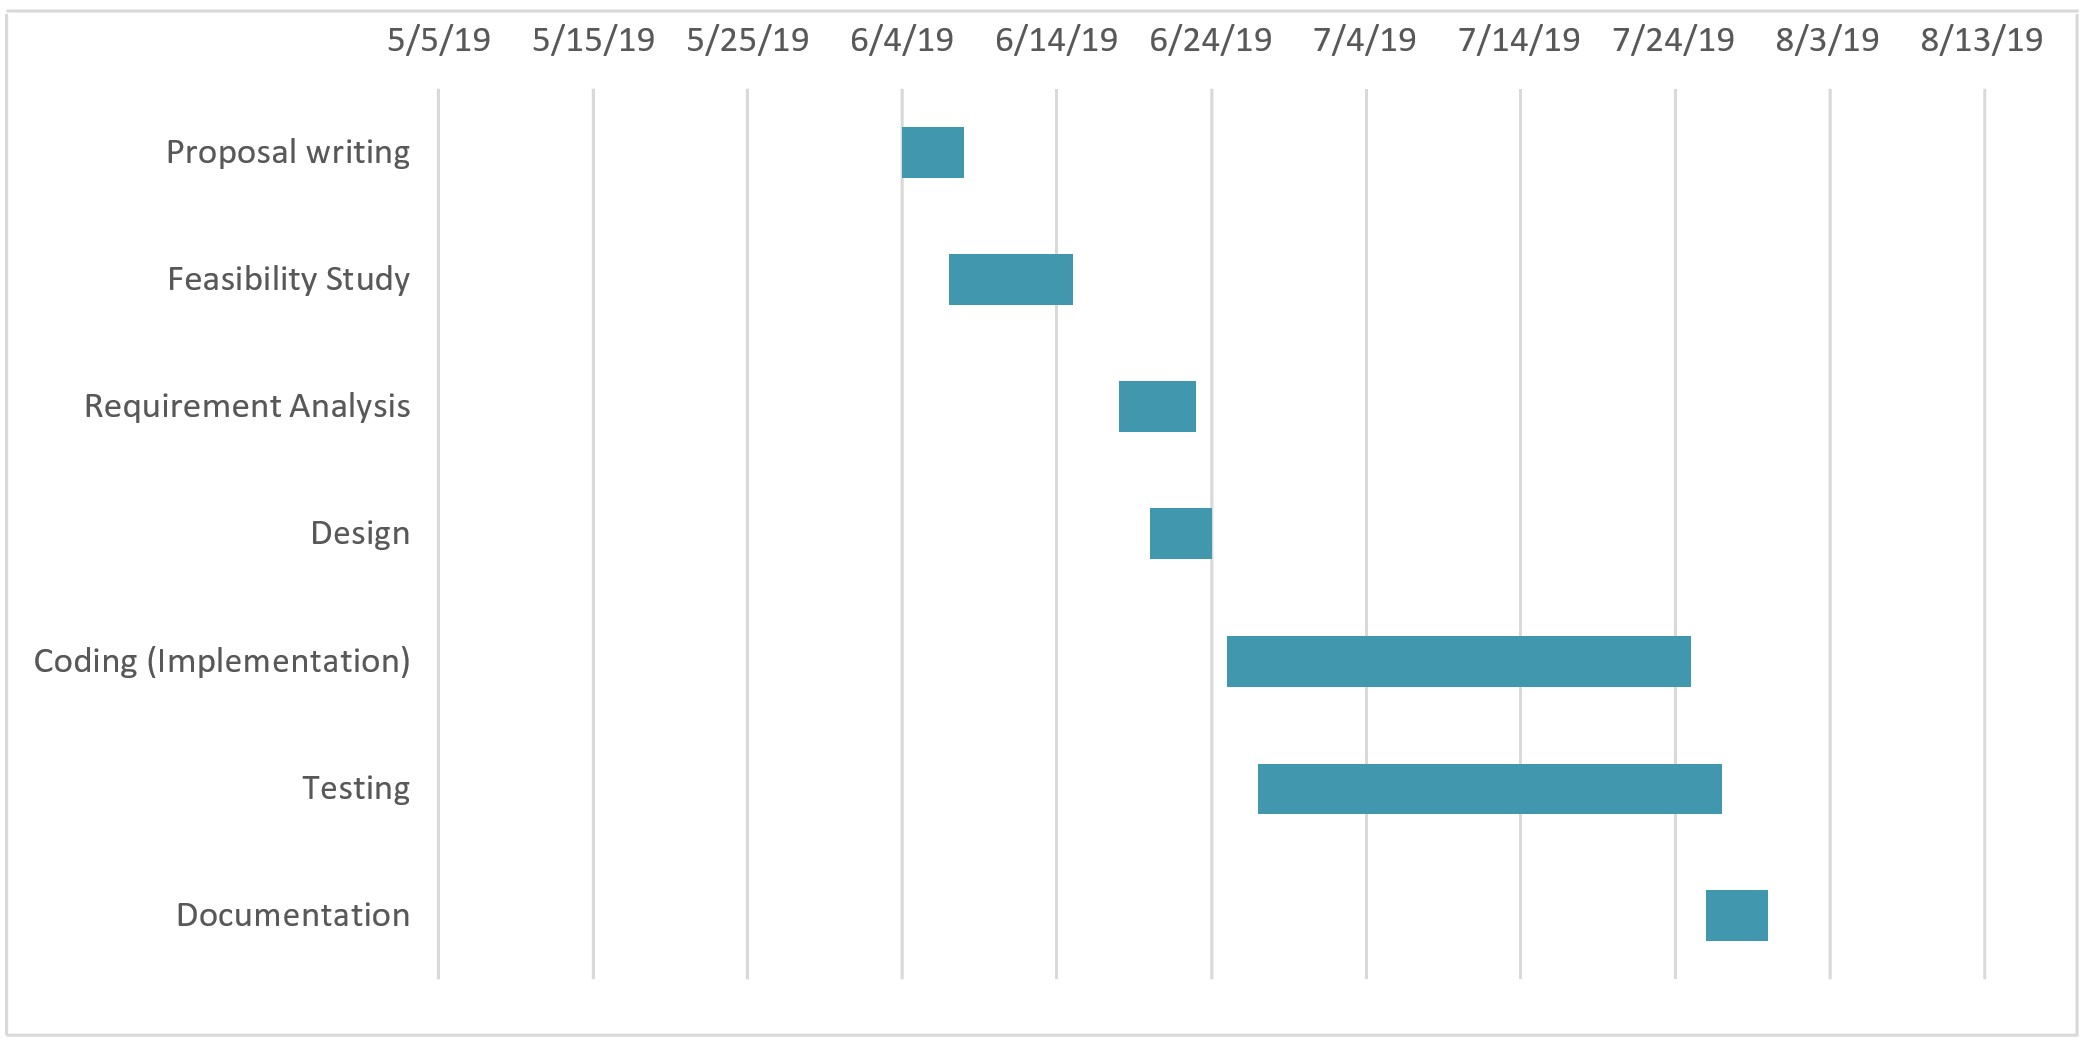 5/5/19 5/15/19 5/25/19 6/4/19 6/14/19 6/24/19 7/4/19 7/14/19 7/24/19 8/3/19 8/13/19
Proposal writing
Feasibility Study
Requirement Analysis
Design
Coding (Implementation)
Testing
Documentation